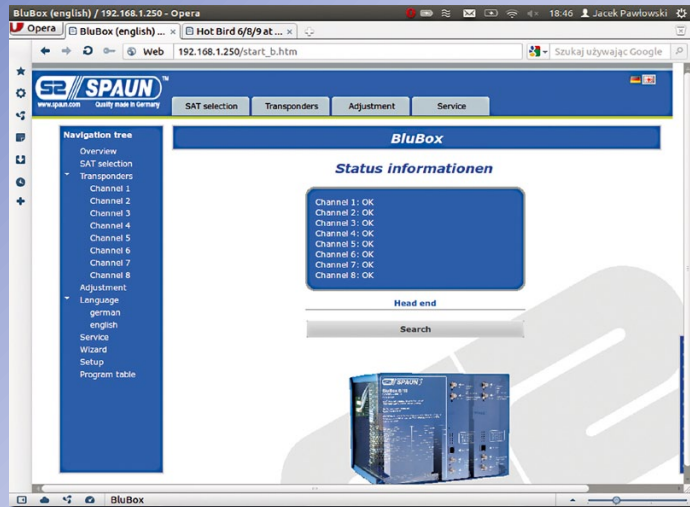 BluBox (english) / 192.168.1.250 - Opera
18:46 Jacek Pawłowski
Opera
BluBox (english) ... ×
Hot Bird 6/8/9 at ... ×
Web 192.168.1.250/start_b.htm
Szukaj używając Google
SPAUN™
www.spaun.com Quality made in Germany
SAT selection
Transponders
Adjustment
Service
Navigation tree
Overview
SAT selection
Transponders
Channel 1
Channel 2
Channel 3
Channel 4
Channel 5
Channel 6
Channel 7
Channel 8
Adjustment
Language
german
english
Service
Wizard
Setup
Program table
BluBox
Status informationen
Channel 1: OK
Channel 2: OK
Channel 3: OK
Channel 4: OK
Channel 5: OK
Channel 6: OK
Channel 7: OK
Channel 8: OK
Head end
Search
SPAUN
BluBox